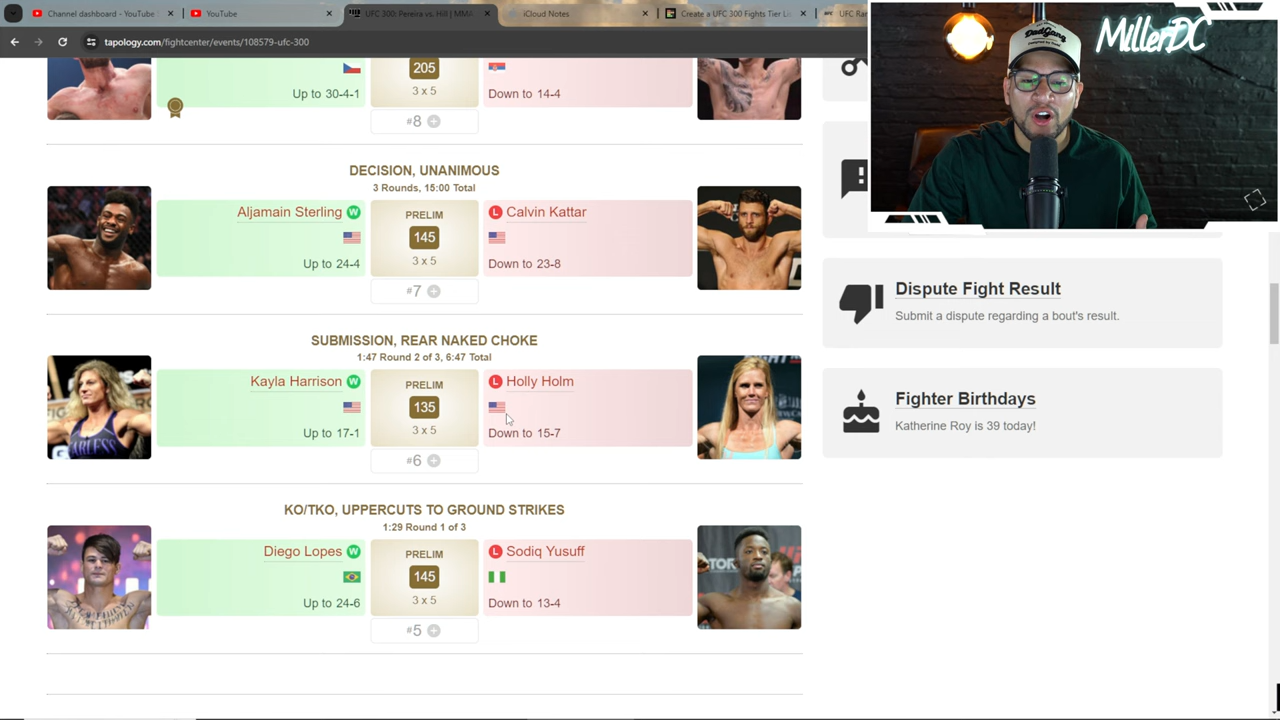 Channel dashboard - YouTube
YouTube
UFC 300: Pereira vs. Hill | MMA
iCloud Notes
Create a UFC 300 Fights Tier L
UFC Ran
tapology.com/fightcenter/events/
-ufc-300
MillerDC
DadGang
205
3 x 5
Up to 30-4-1
Down to 14-4
#8
DECISION, UNANIMOUS
3 Rounds, 15:00 Total
Aljamain Sterling W
PRELIM
L Calvin Kattar
145
Up to 24-4
3 x 5
Down to 23-8
#7
Dispute Fight Result
Submit a dispute regarding a bout's result.
SUBMISSION, REAR NAKED CHOKE
1:47 Round 2 of 3, 6:47 Total
Kayla Harrison W
PRELIM
L Holly Holm
135
Up to 17-1
3 x 5
Down to 15-7
#6
Fighter Birthdays
Katherine Roy is 39 today!
KO/TKO, UPPERCUTS TO GROUND STRIKES
1:29 Round 1 of 3
Diego Lopes W
PRELIM
L Sodiq Yusuff
145
Up to 24-6
3 x 5
Down to 13-4
#5